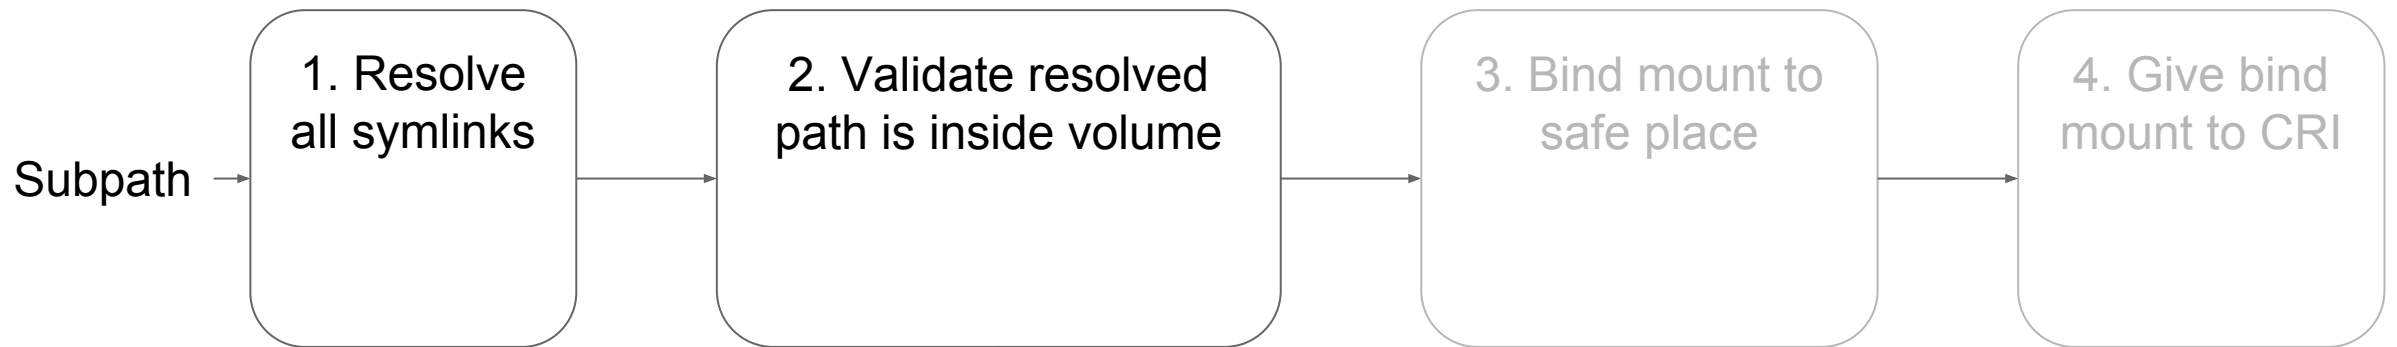 Subpath
1. Resolve
all symlinks
2. Validate resolved
path is inside volume
3. Bind mount to
safe place
4. Give bind
mount to CRI